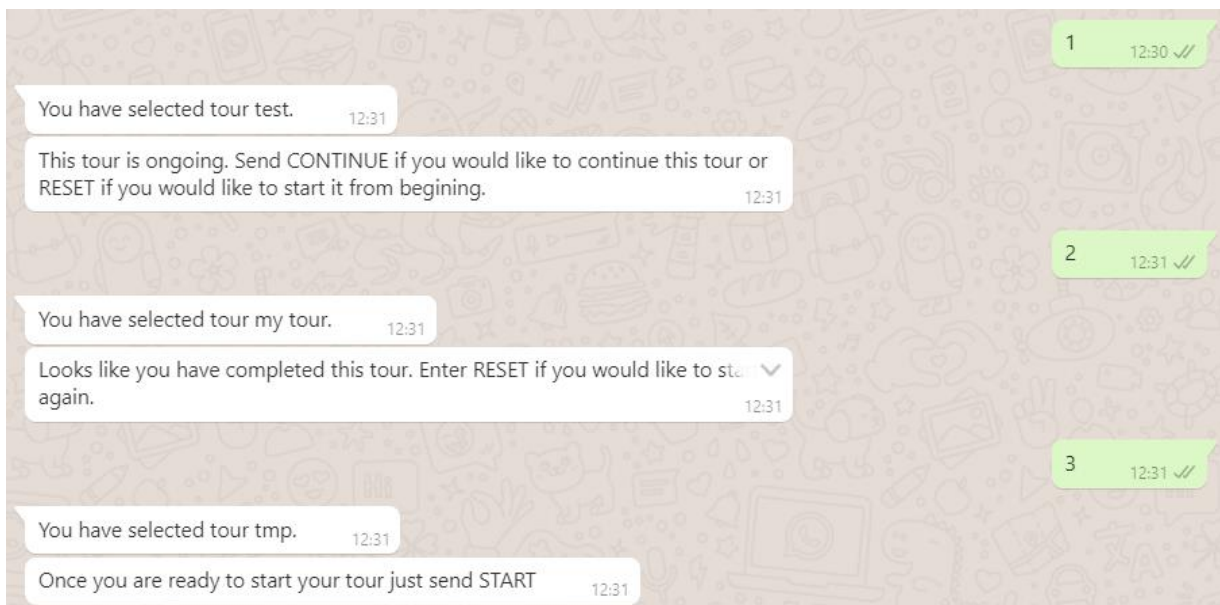 1
12:30
You have selected tour test.
12:31
This tour is ongoing. Send CONTINUE if you would like to continue this tour or
RESET if you would like to start it from begining.
12:31
2
12:31
You have selected tour my tour.
12:31
Looks like you have completed this tour. Enter RESET if you would like to
again.
12:31
3
12:31
You have selected tour tmp.
12:31
Once you are ready to start your tour just send START
12:31